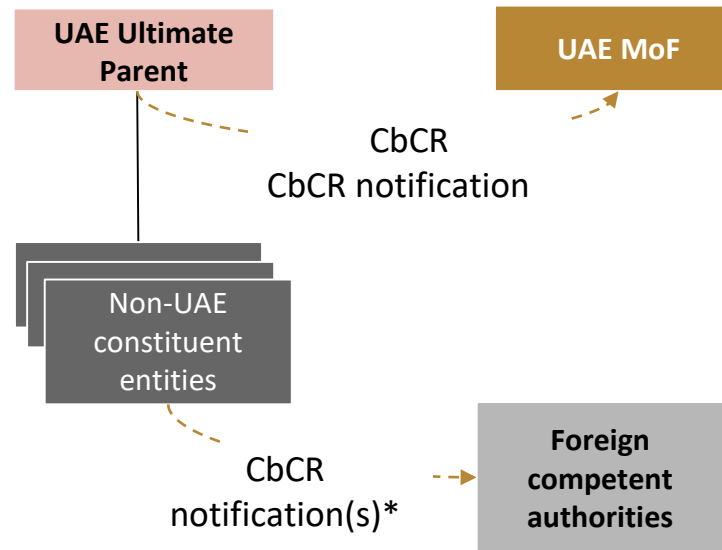 UAE Ultimate
Parent
UAE MoF
CbCR
CbCR notification
Non-UAE
constituent
entities
CbCR
notification(s)*
Foreign
competent
authorities